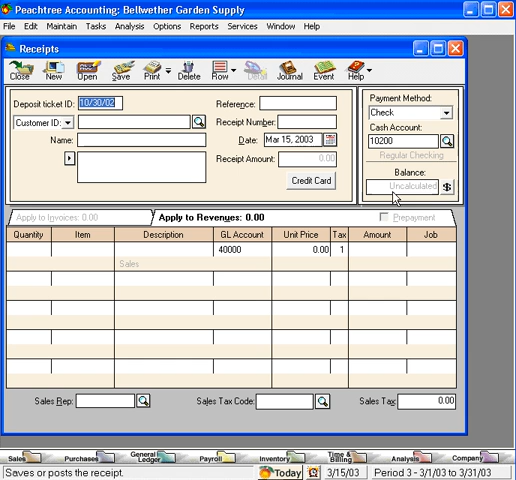 Peachtree Accounting: Bellwether Garden Supply
File Edit Maintain Tasks Analysis Options Reports Services Window Help
Receipts
Close New Open Save Print Delete Row Detail Journal Event Help
Deposit ticket ID: 10/30/02
Reference:
Payment Method:
Check
Customer ID:
Receipt Number:
Cash Account:
10200
Name:
Date: Mar 15, 2003
Regular Checking
Receipt Amount: 0.00
Balance:
Credit Card
Uncalculated
Apply to Invoices: 0.00
Apply to Revenues: 0.00
Prepayment
Quantity Item Description GL Account Unit Price Tax Amount Job
40000 0.00 1
Sales
Sales Rep:
Sales Tax Code:
Sales Tax: 0.00
Sales Purchases General Ledger Payroll Inventory Time & Billing Analysis Company
Saves or posts the receipt.
Today 3/15/03 Period 3 - 3/1/03 to 3/31/03